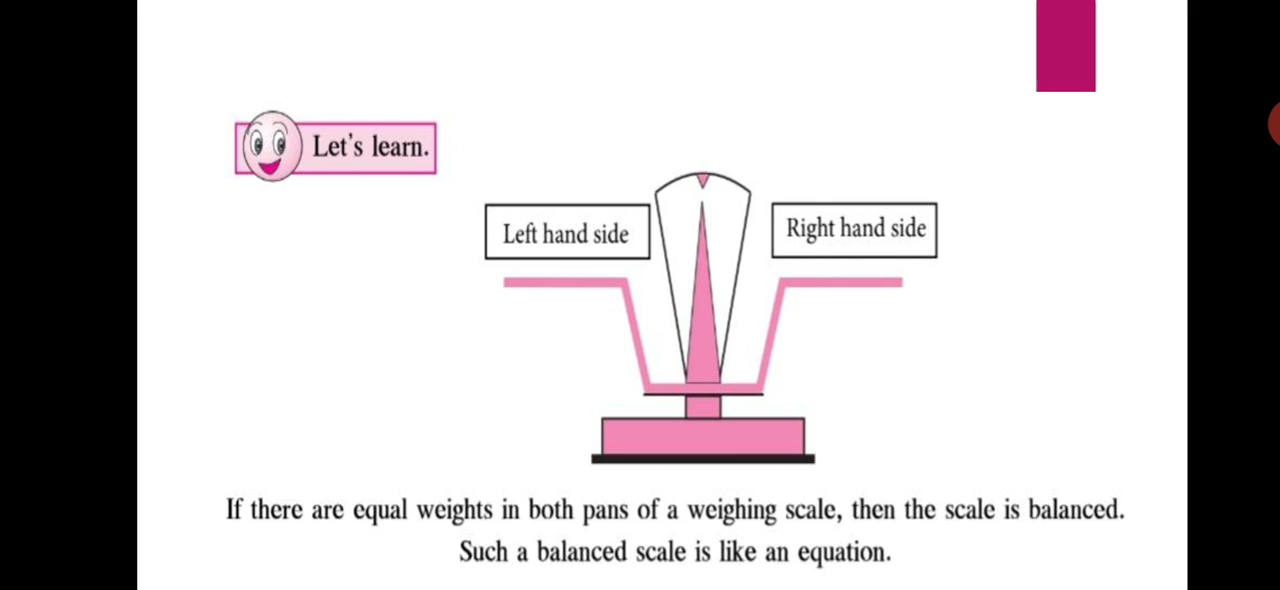 Let's learn.
Left hand side
Right hand side
If there are equal weights in both pans of a weighing scale, then the scale is balanced.
Such a balanced scale is like an equation.